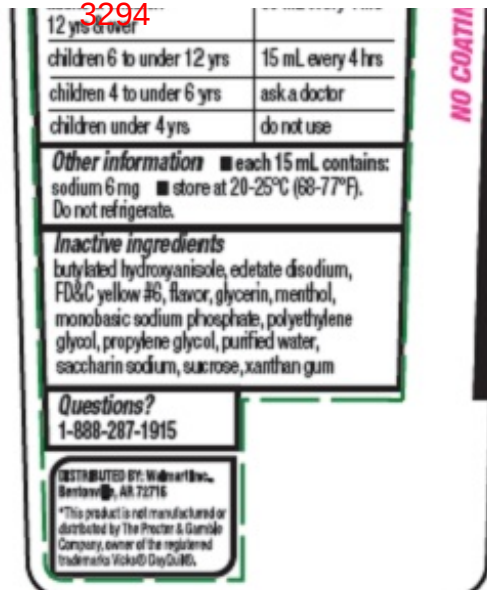 3294
12 yrs & over
children 6 to under 12 yrs 15 mL every 4 hrs
children 4 to under 6 yrs ask a doctor
children under 4 yrs do not use
Other information ■ each 15 mL contains:
sodium 6 mg ■ store at 20-25°C (68-77°F).
Do not refrigerate.
Inactive ingredients
butylated hydroxyanisole, edetate disodium,
FD&C yellow #6, flavor, glycerin, menthol,
monobasic sodium phosphate, polyethylene
glycol, propylene glycol, purified water,
saccharin sodium, sucrose, xanthan gum
Questions?
1-888-287-1915
DISTRIBUTED BY: Walmart Inc.,
Bentonville, AR 72716
*This product is not manufactured or
distributed by The Procter & Gamble
Company, owner of the registered
trademarks Vicks® DayQuil®.
NO COATIN